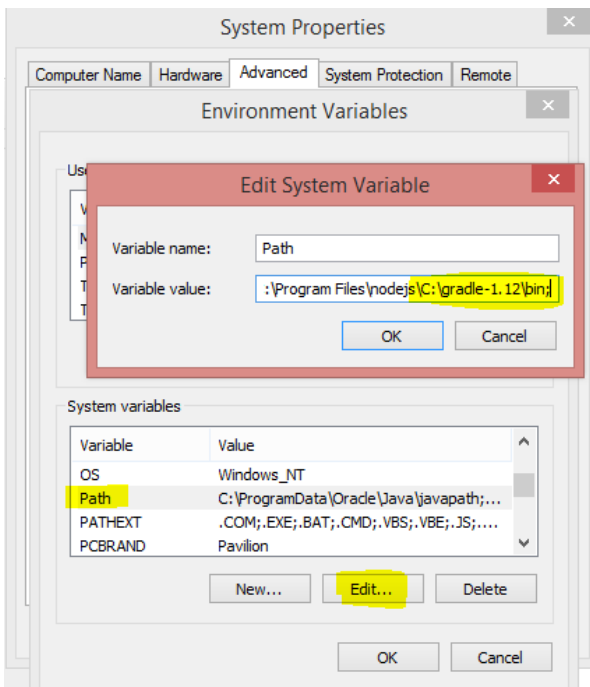 System Properties
Computer Name Hardware Advanced System Protection Remote
Environment Variables
Edit System Variable
Variable name: Path
Variable value: :\Program Files\nodejs\C:\gradle-1.12\bin;
OK Cancel
System variables
Variable Value
OS Windows_NT
Path C:\ProgramData\Oracle\Java\javapath;...
PATHEXT .COM;.EXE;.BAT;.CMD;.VBS;.VBE;.JS;....
PCBRAND Pavilion
New... Edit... Delete
OK Cancel